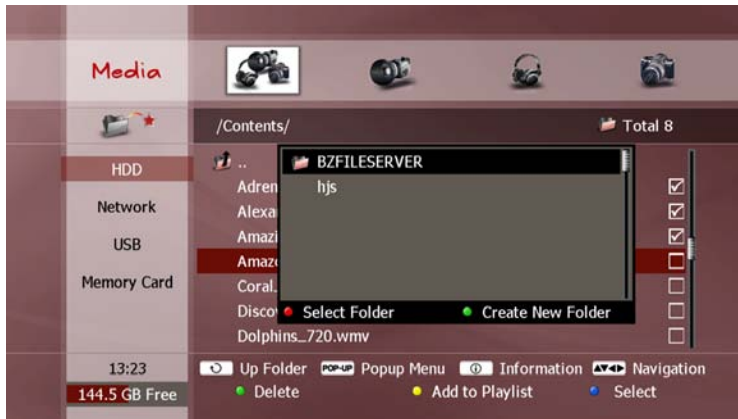 Media
/Contents/ Total 8
HDD
Network
USB
Memory Card
..
Adren
Alexa
Amazi
Amazo
Coral.
Discov
Dolphins_720.wmv
BZFILESERVER
hjs
Select Folder Create New Folder
13:23
144.5 GB Free
Up Folder POP-UP Popup Menu Information Navigation
Delete Add to Playlist Select